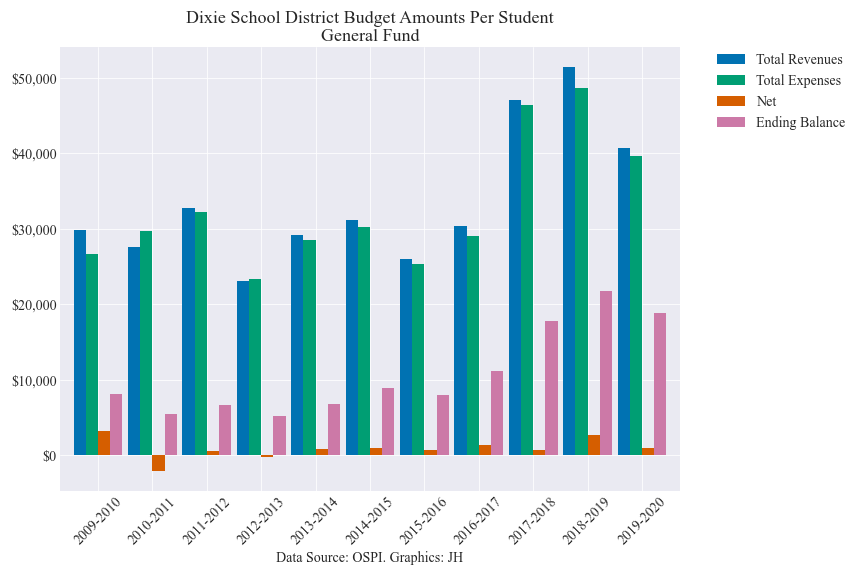 Dixie School District Budget Amounts Per Student
General Fund
Total Revenues
Total Expenses
Net
Ending Balance
$50,000
$40,000
$30,000
$20,000
$10,000
$0
2009-2010
2010-2011
2011-2012
2012-2013
2013-2014
2014-2015
2015-2016
2016-2017
2017-2018
2018-2019
2019-2020
Data Source: OSPI. Graphics: JH